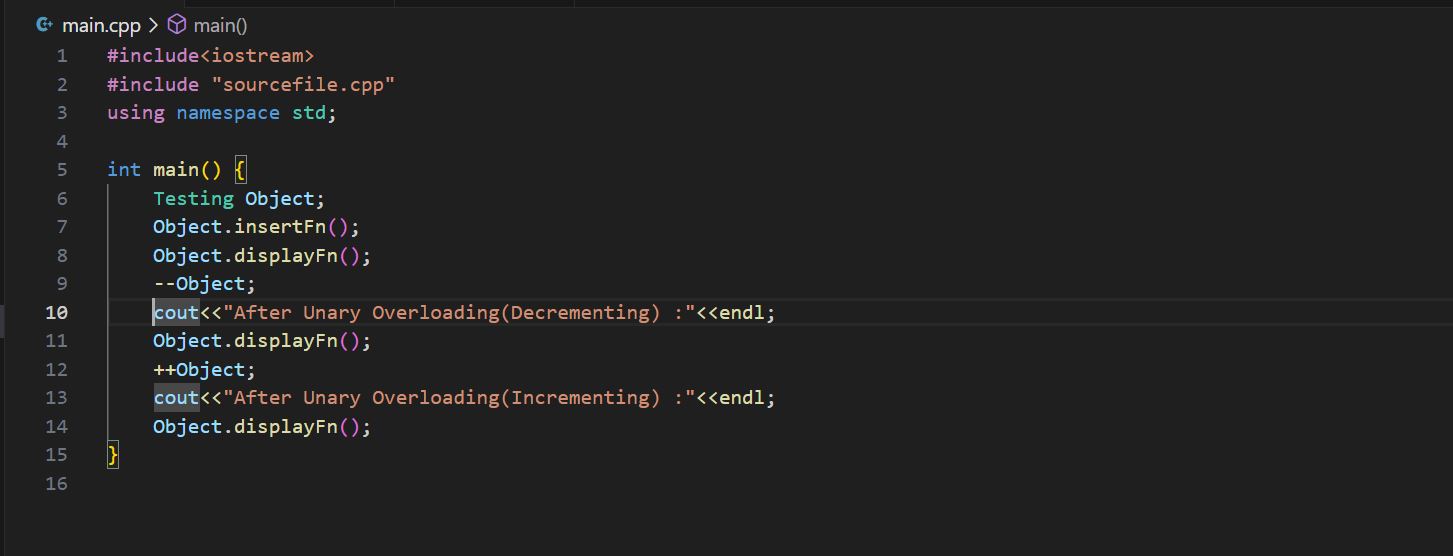 main.cpp > main()
1 #include<iostream>
2 #include "sourcefile.cpp"
3 using namespace std;
4
5 int main() {
6     Testing Object;
7     Object.insertFn();
8     Object.displayFn();
9     --Object;
10     cout<<"After Unary Overloading(Decrementing) :"<<endl;
11     Object.displayFn();
12     ++Object;
13     cout<<"After Unary Overloading(Incrementing) :"<<endl;
14     Object.displayFn();
15 }
16